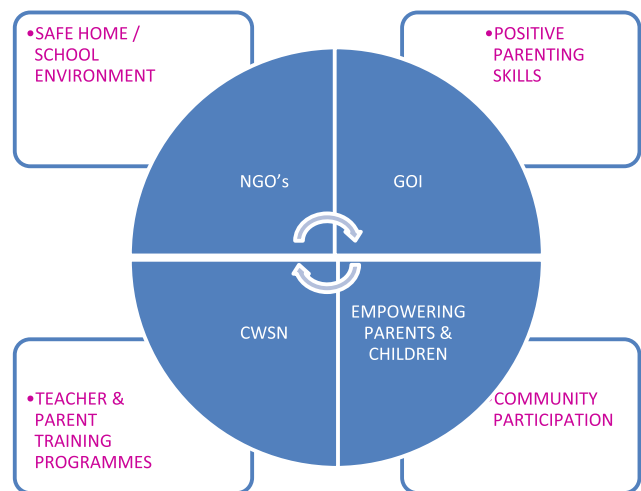 •SAFE HOME /
SCHOOL
ENVIRONMENT
•POSITIVE
PARENTING
SKILLS
NGO’s
GOI
CWSN
EMPOWERING
PARENTS &
CHILDREN
•TEACHER &
PARENT
TRAINING
PROGRAMMES
•COMMUNITY
PARTICIPATION